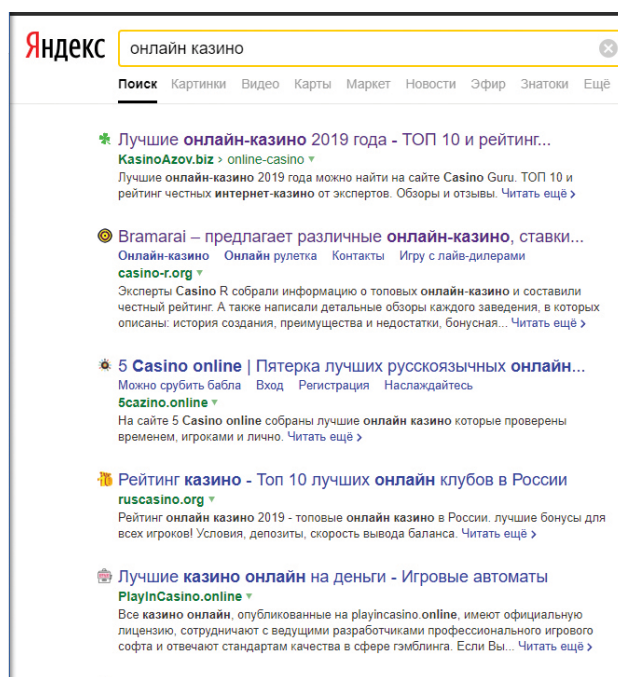 Яндекс
онлайн казино
Поиск Картинки Видео Карты Маркет Новости Эфир Знатоки Ещё
Лучшие онлайн-казино 2019 года - ТОП 10 и рейтинг...
KasinoAzov.biz › online-casino
Лучшие онлайн-казино 2019 года можно найти на сайте Casino Guru. ТОП 10 и
рейтинг честных интернет-казино от экспертов. Обзоры и отзывы. Читать ещё ›
Bramarai – предлагает различные онлайн-казино, ставки...
Онлайн-казино Онлайн рулетка Контакты Игру с лайв-дилерами
casino-r.org
Эксперты Casino R собрали информацию о топовых онлайн-казино и составили
честный рейтинг. А также написали детальные обзоры каждого заведения, в которых
описаны: история создания, преимущества и недостатки, бонусная... Читать ещё ›
5 Casino online | Пятерка лучших русскоязычных онлайн...
Можно срубить бабла Вход Регистрация Наслаждайтесь
5cazino.online
На сайте 5 Casino online собраны лучшие онлайн казино которые проверены
временем, игроками и лично. Читать ещё ›
Рейтинг казино - Топ 10 лучших онлайн клубов в России
ruscasino.org
Рейтинг онлайн казино 2019 - топовые онлайн казино в России. лучшие бонусы для
всех игроков! Условия, депозиты, скорость вывода баланса. Читать ещё ›
Лучшие казино онлайн на деньги - Игровые автоматы
PlayInCasino.online
Все казино онлайн, опубликованные на playincasino.online, имеют официальную
лицензию, сотрудничают с ведущими разработчиками профессионального игрового
софта и отвечают стандартам качества в сфере гэмблинга. Если Вы... Читать ещё ›